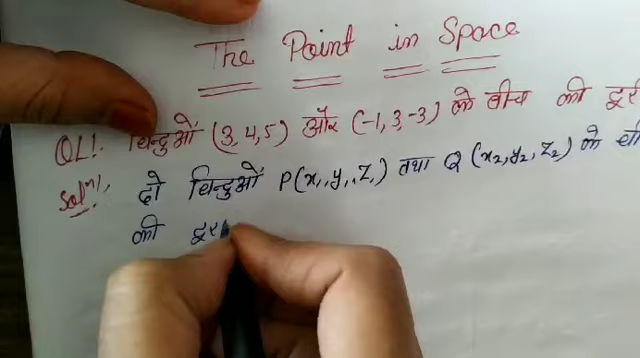 The Point in Space
Q1. बिन्दुओं (3,4,5) और (-1,3,-3) के बीच की दूरी
Solⁿ. दो बिन्दुओं P(x₁,y₁,z₁) तथा Q(x₂,y₂,z₂) के
की